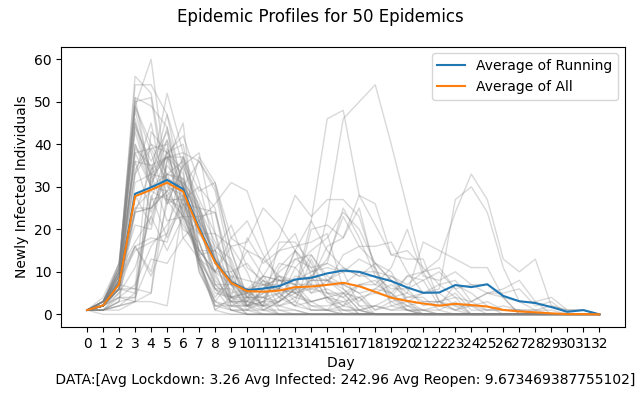 Epidemic Profiles for 50 Epidemics
Average of Running
Average of All
Newly Infected Individuals
60
50
40
30
20
10
0
0 1 2 3 4 5 6 7 8 9 10 11 12 13 14 15 16 17 18 19 20 21 22 23 24 25 26 27 28 29 30 31 32
Day
DATA:[Avg Lockdown: 3.26 Avg Infected: 242.96 Avg Reopen: 9.673469387755102]